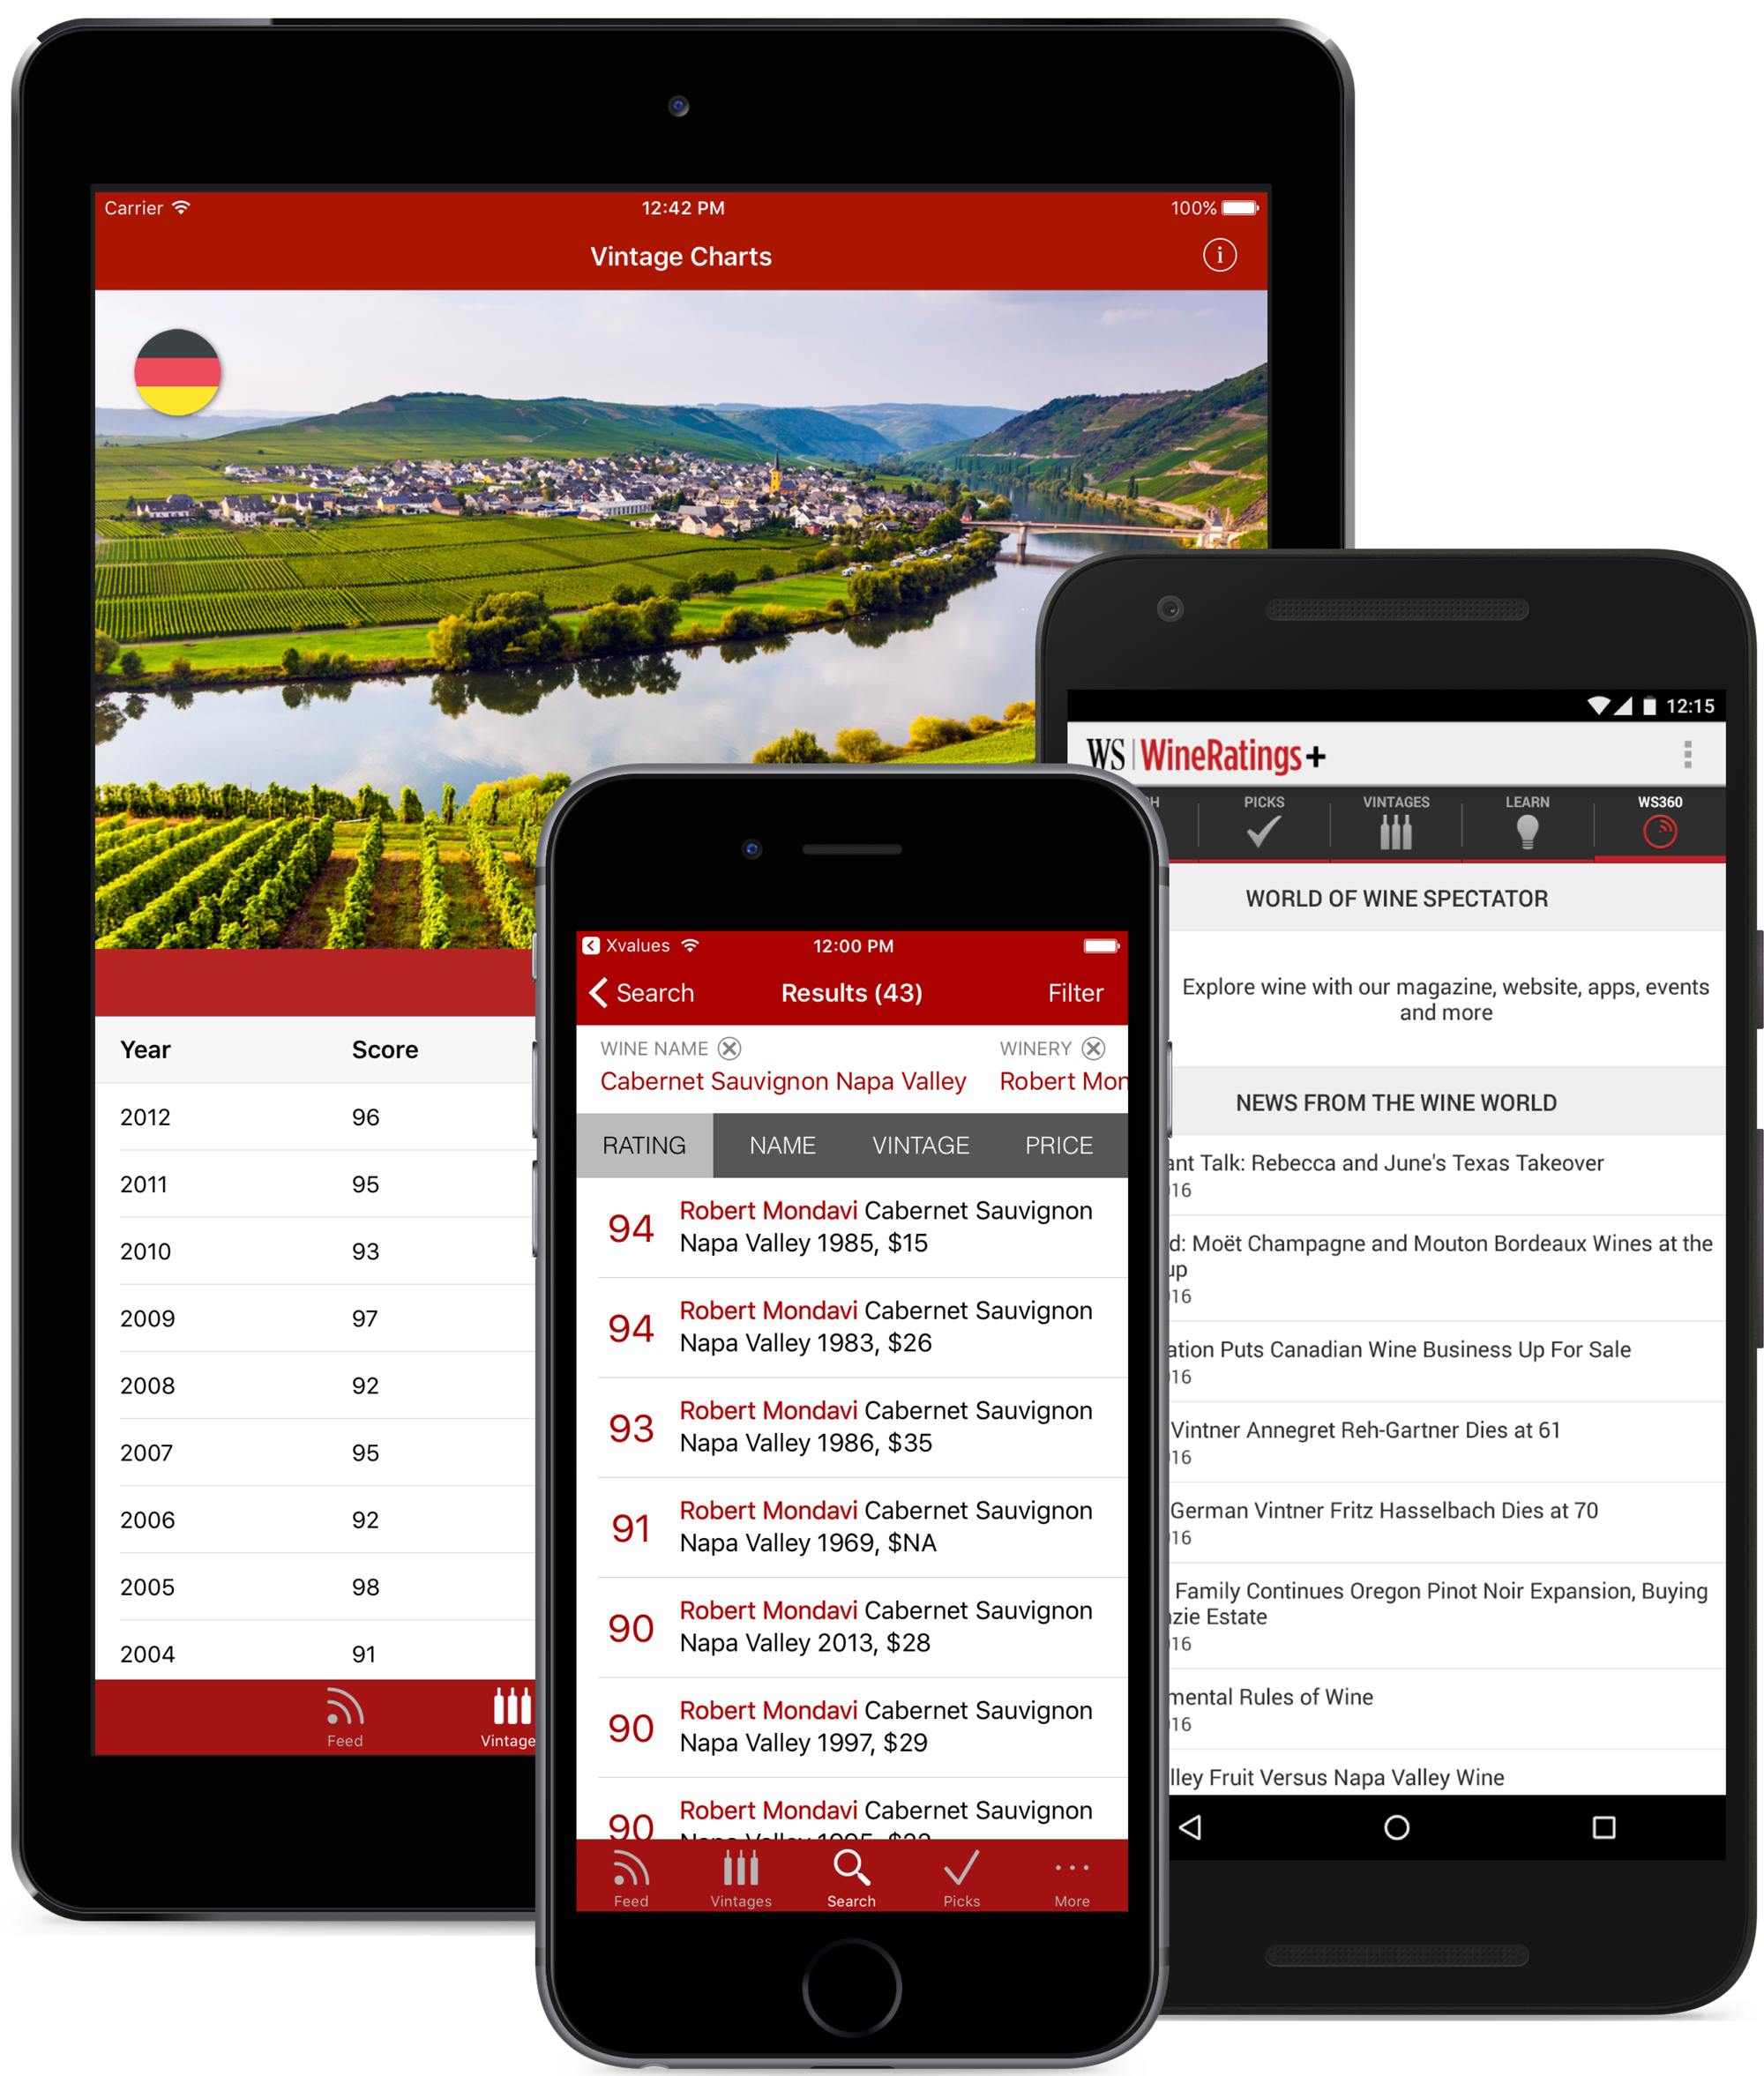 Carrier 12:42 PM 100%
Vintage Charts
Year Score
2012 96
2011 95
2010 93
2009 97
2008 92
2007 95
2006 92
2005 98
2004 91
Feed
Xvalues 12:00 PM
Search Results (43) Filter
WINE NAME WINERY
Cabernet Sauvignon Napa Valley Robert Mon
RATING NAME VINTAGE PRICE
94 Robert Mondavi Cabernet Sauvignon
Napa Valley 1985, $15
94 Robert Mondavi Cabernet Sauvignon
Napa Valley 1983, $26
93 Robert Mondavi Cabernet Sauvignon
Napa Valley 1986, $35
91 Robert Mondavi Cabernet Sauvignon
Napa Valley 1969, $NA
90 Robert Mondavi Cabernet Sauvignon
Napa Valley 2013, $28
90 Robert Mondavi Cabernet Sauvignon
Napa Valley 1997, $29
90 Robert Mondavi Cabernet Sauvignon
Feed Vintages Search Picks More
12:15
WS WineRatings+
PICKS VINTAGES LEARN WS360
WORLD OF WINE SPECTATOR
Explore wine with our magazine, website, apps, events
and more
NEWS FROM THE WINE WORLD
Talk: Rebecca and June's Texas Takeover
16
Moët Champagne and Mouton Bordeaux Wines at the
16
Puts Canadian Wine Business Up For Sale
16
Vintner Annegret Reh-Gartner Dies at 61
16
German Vintner Fritz Hasselbach Dies at 70
16
Family Continues Oregon Pinot Noir Expansion, Buying
Estate
16
Rules of Wine
16
Fruit Versus Napa Valley Wine